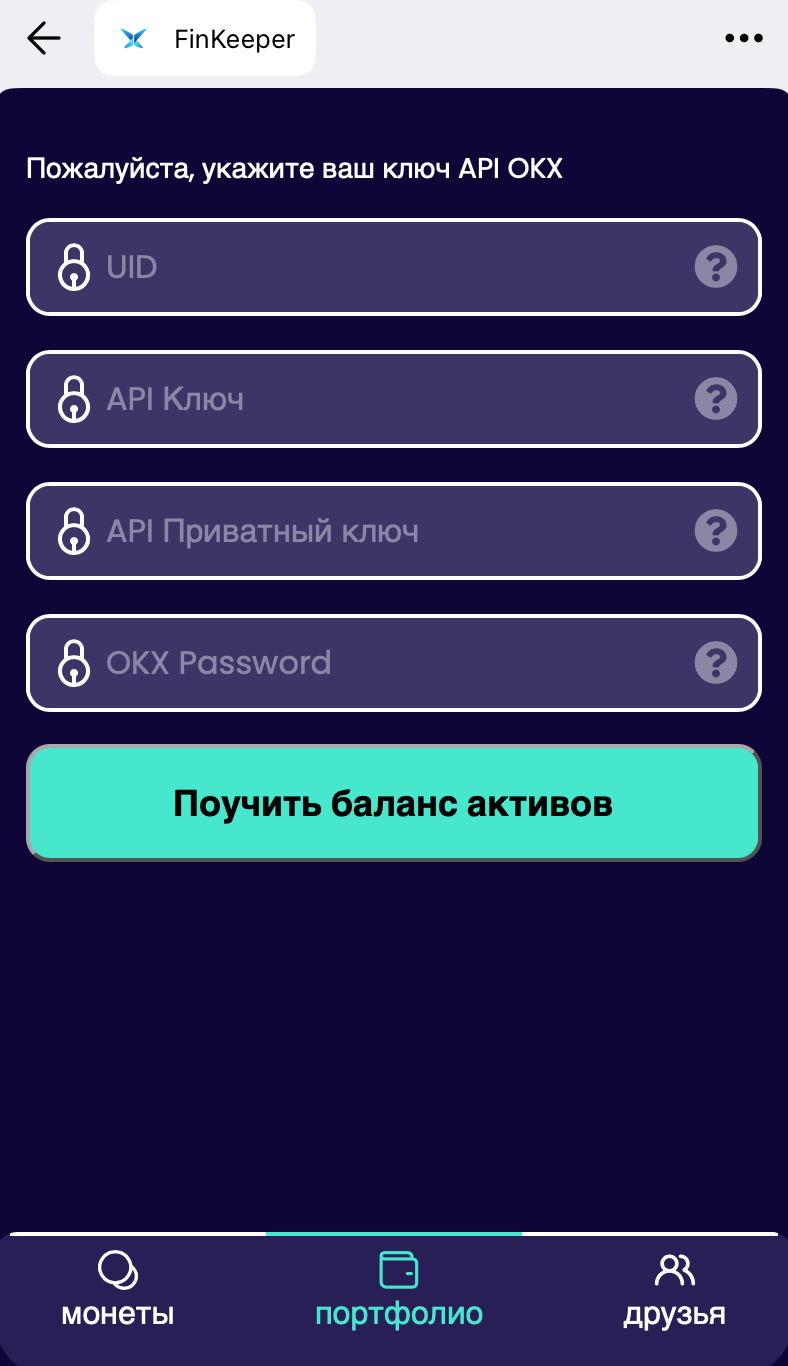 FinKeeper
Пожалуйста, укажите ваш ключ API OKX
UID
API Ключ
API Приватный ключ
OKX Password
Поучить баланс активов
монеты
портфолио
друзья